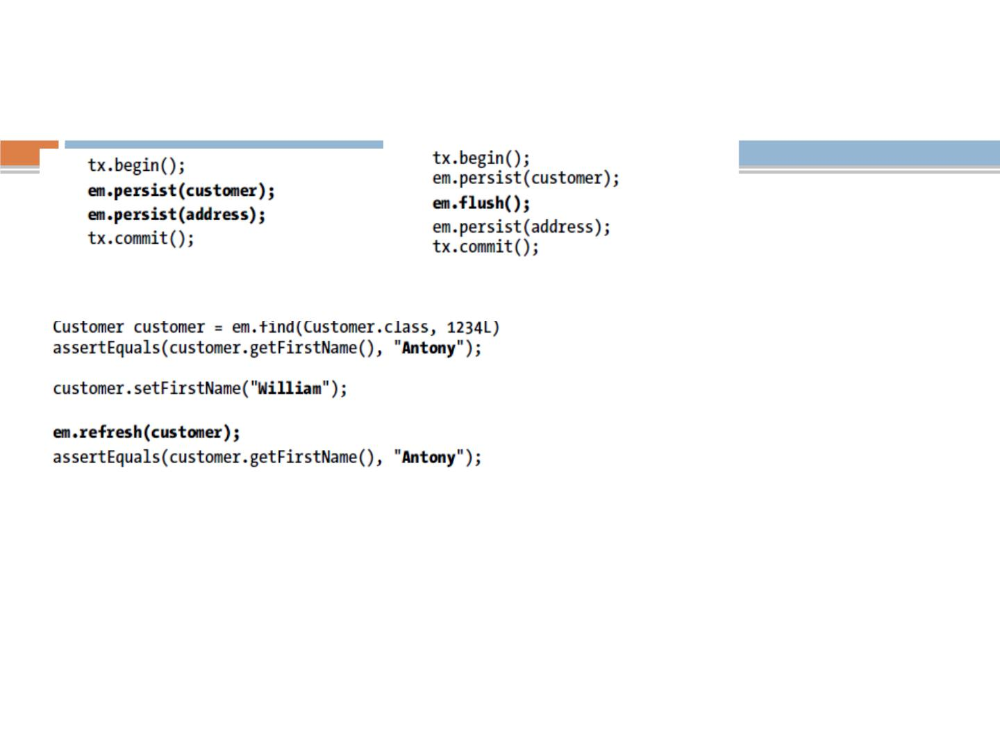 tx.begin();
em.persist(customer);
em.persist(address);
tx.commit();
tx.begin();
em.persist(customer);
em.flush();
em.persist(address);
tx.commit();
Customer customer = em.find(Customer.class, 1234L)
assertEquals(customer.getFirstName(), "Antony");
customer.setFirstName("William");
em.refresh(customer);
assertEquals(customer.getFirstName(), "Antony");